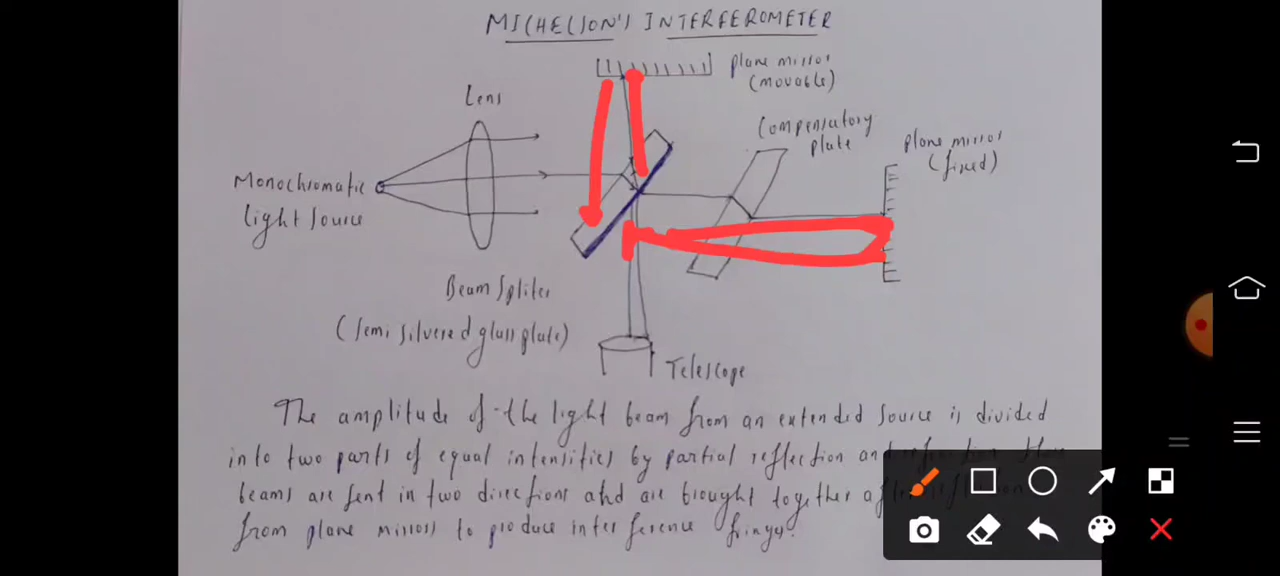 MICHELSON'S INTERFEROMETER
plane mirror
(movable)
Lens
Compensatory
plate
plane mirror
(fixed)
Monochromatic
light source
Beam Spliter
(semi silvered glass plate)
Telescope
The amplitude of the light beam from an extended source is divided
into two parts of equal intensities by partial reflection and
beams are sent in two directions and are brought together
from plane mirrors to produce interference fringes.